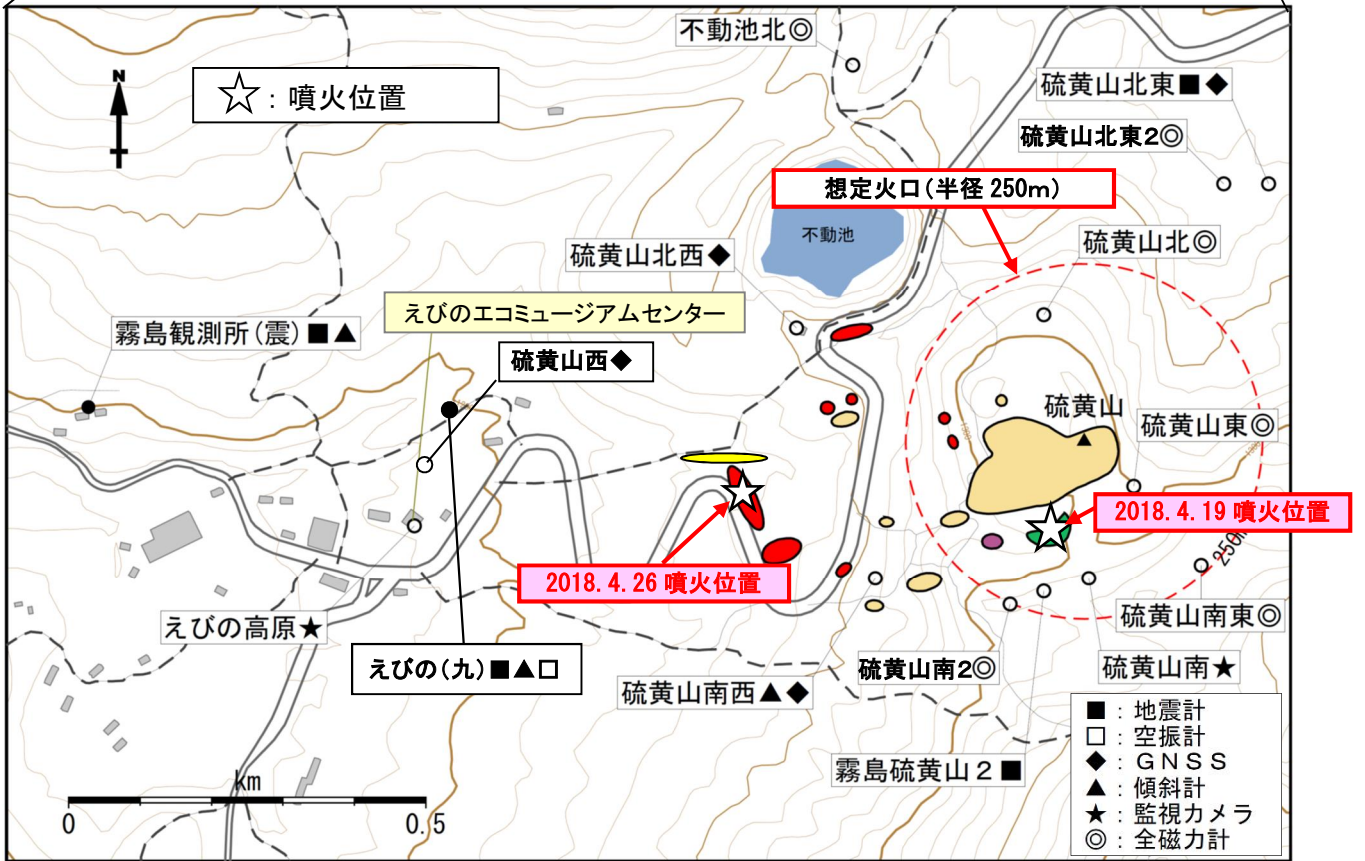 不動池北◎
N
☆：噴火位置
硫黄山北東■◆
硫黄山北東2◎
想定火口(半径 250m)
不動池
硫黄山北◎
硫黄山北西◆
えびのエコミュージアムセンター
霧島観測所(震)■▲
硫黄山西◆
硫黄山
硫黄山東◎
2018.4.19 噴火位置
250m
2018.4.26 噴火位置
硫黄山南東◎
えびの高原★
えびの(九)■▲□
硫黄山南2◎
硫黄山南★
硫黄山南西▲◆
霧島硫黄山2■
km
0
0.5
■：地震計
□：空振計
◆：GNSS
▲：傾斜計
★：監視カメラ
◎：全磁力計